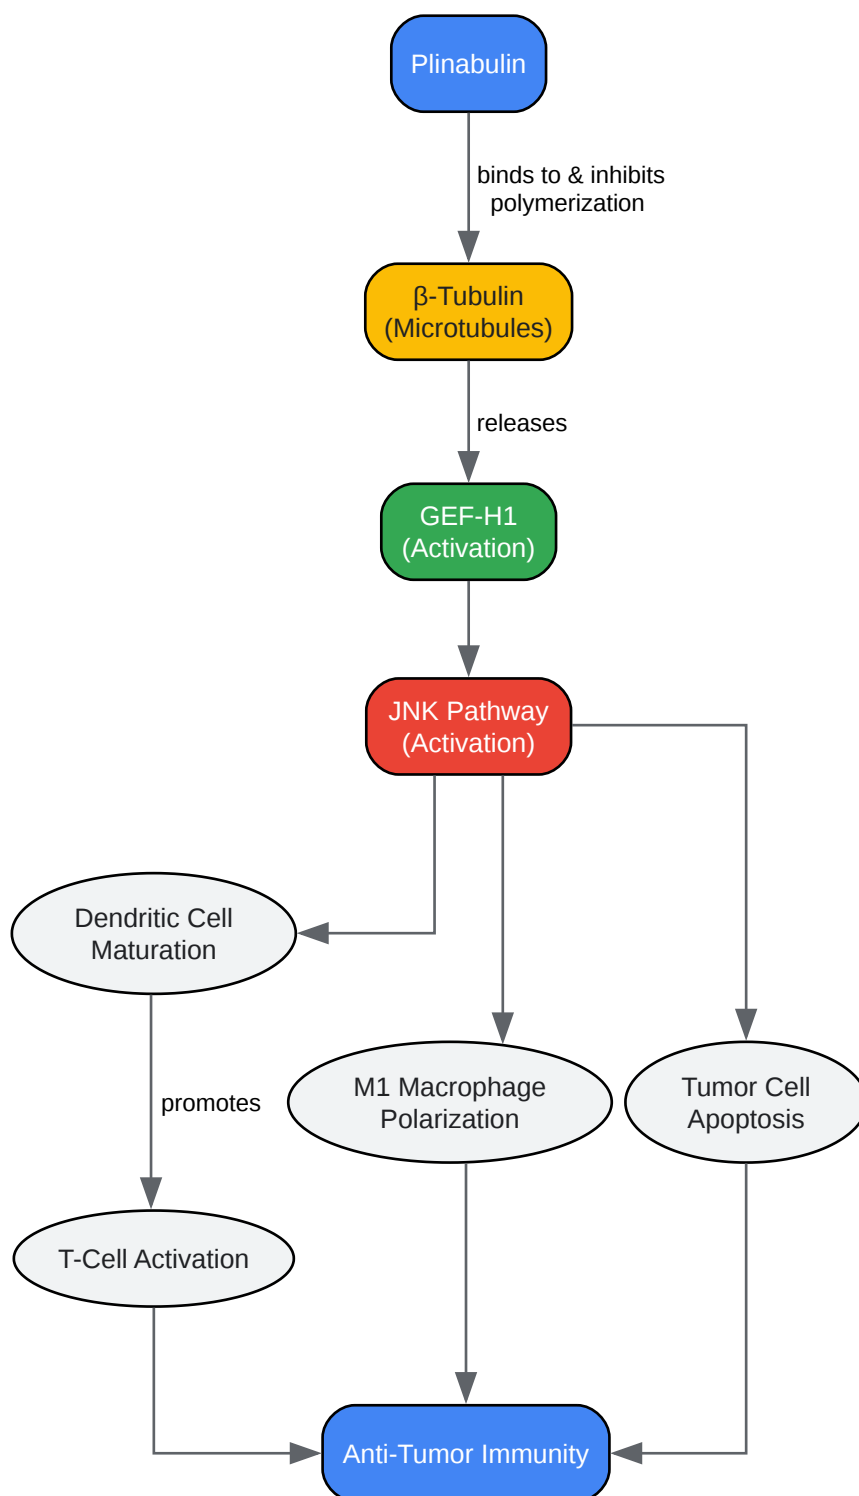 Plinabulin
binds to & inhibits
polymerization
β-Tubulin
(Microtubules)
releases
GEF-H1
(Activation)
JNK Pathway
(Activation)
Dendritic Cell
Maturation
M1 Macrophage
Polarization
Tumor Cell
Apoptosis
promotes
T-Cell Activation
Anti-Tumor Immunity